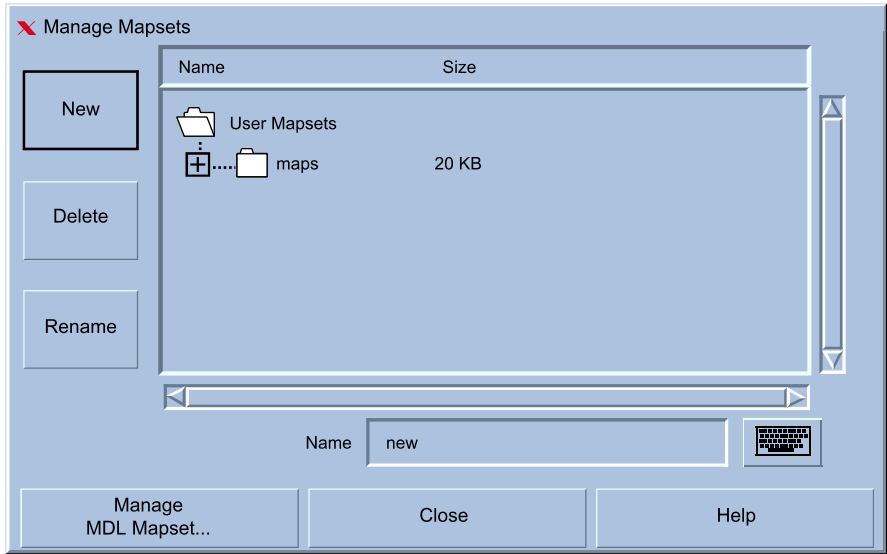 Manage Mapsets
Name Size
New
User Mapsets
maps 20 KB
Delete
Rename
Name new
Manage
MDL Mapset...
Close
Help